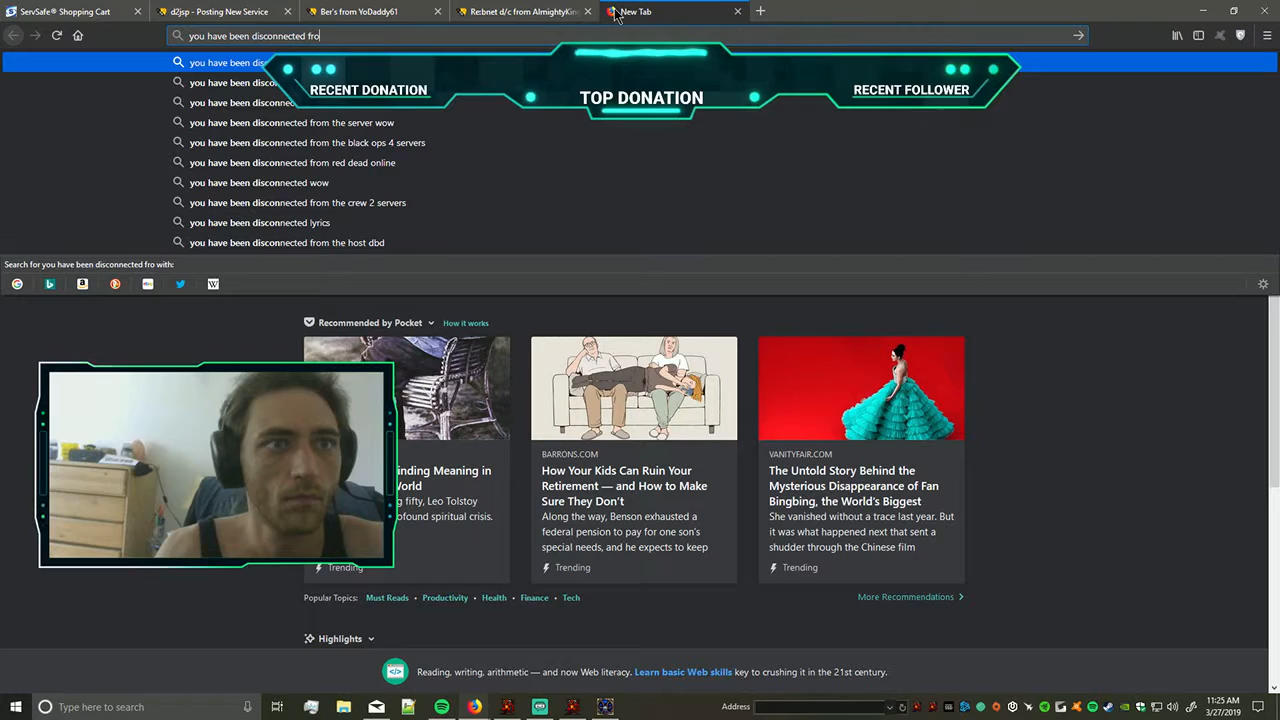 ServSafe® Shopping Cart
d2jsp - Posting New Service
Ber's from YoDaddy61
Re:bnet d/c from AlmightyKin
New Tab
you have been disconnected fro
you have been dis
you have been disco
you have been discon
you have been disconnected from the server wow
you have been disconnected from the black ops 4 servers
you have been disconnected from red dead online
you have been disconnected wow
you have been disconnected from the crew 2 servers
you have been disconnected lyrics
you have been disconnected from the host dbd
RECENT DONATION
TOP DONATION
RECENT FOLLOWER
Search for you have been disconnected fro with:
Recommended by Pocket
How it works
inding Meaning in
World
g fifty, Leo Tolstoy
ofound spiritual crisis.
Trending
BARRONS.COM
How Your Kids Can Ruin Your
Retirement — and How to Make
Sure They Don't
Along the way, Benson exhausted a
federal pension to pay for one son's
special needs, and he expects to keep
Trending
VANITYFAIR.COM
The Untold Story Behind the
Mysterious Disappearance of Fan
Bingbing, the World's Biggest
She vanished without a trace last year. But
it was what happened next that sent a
shudder through the Chinese film
Trending
Popular Topics: Must Reads • Productivity • Health • Finance • Tech
More Recommendations
Highlights
Reading, writing, arithmetic — and now Web literacy. Learn basic Web skills key to crushing it in the 21st century.
Type here to search
Address
11:25 AM
3/27/2019